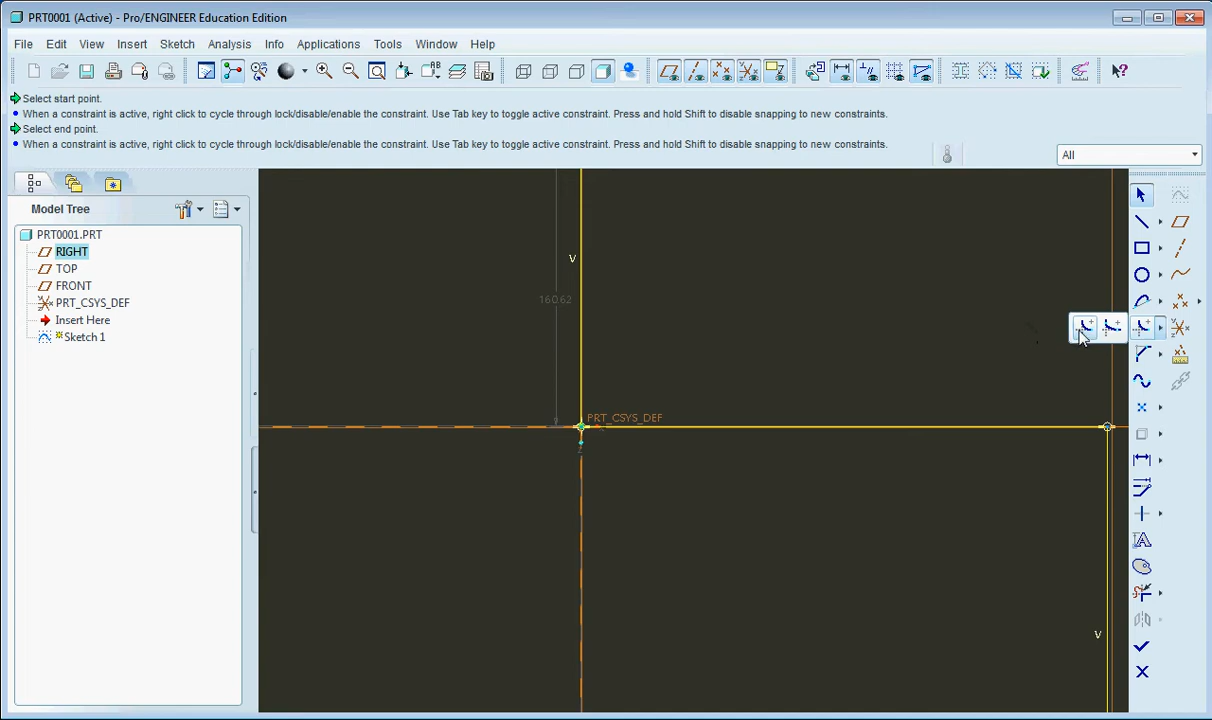 PRT0001 (Active) - Pro/ENGINEER Education Edition
File Edit View Insert Sketch Analysis Info Applications Tools Window Help
Select start point.
When a constraint is active, right click to cycle through lock/disable/enable the constraint. Use Tab key to toggle active constraint. Press and hold Shift to disable snapping to new constraints.
Select end point.
When a constraint is active, right click to cycle through lock/disable/enable the constraint. Use Tab key to toggle active constraint. Press and hold Shift to disable snapping to new constraints.
All
Model Tree
PRT0001.PRT
RIGHT
TOP
FRONT
PRT_CSYS_DEF
Insert Here
Sketch 1
V
160.62
PRT_CSYS_DEF
Z
V